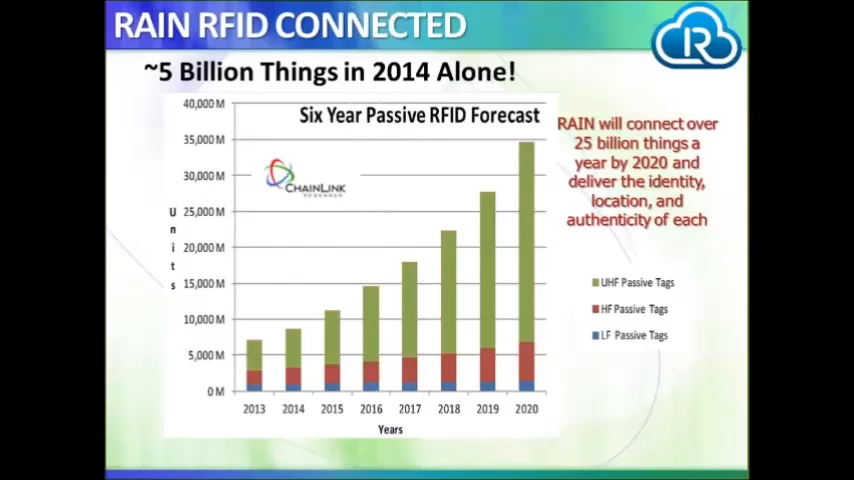 RAIN RFID CONNECTED
R
~5 Billion Things in 2014 Alone!
Six Year Passive RFID Forecast
40,000 M
35,000 M
30,000 M
25,000 M
20,000 M
15,000 M
10,000 M
5,000 M
0 M
Units
CHAINLINK
RESEARCH
2013 2014 2015 2016 2017 2018 2019 2020
Years
RAIN will connect over
25 billion things a
year by 2020 and
deliver the identity,
location, and
authenticity of each
UHF Passive Tags
HF Passive Tags
LF Passive Tags